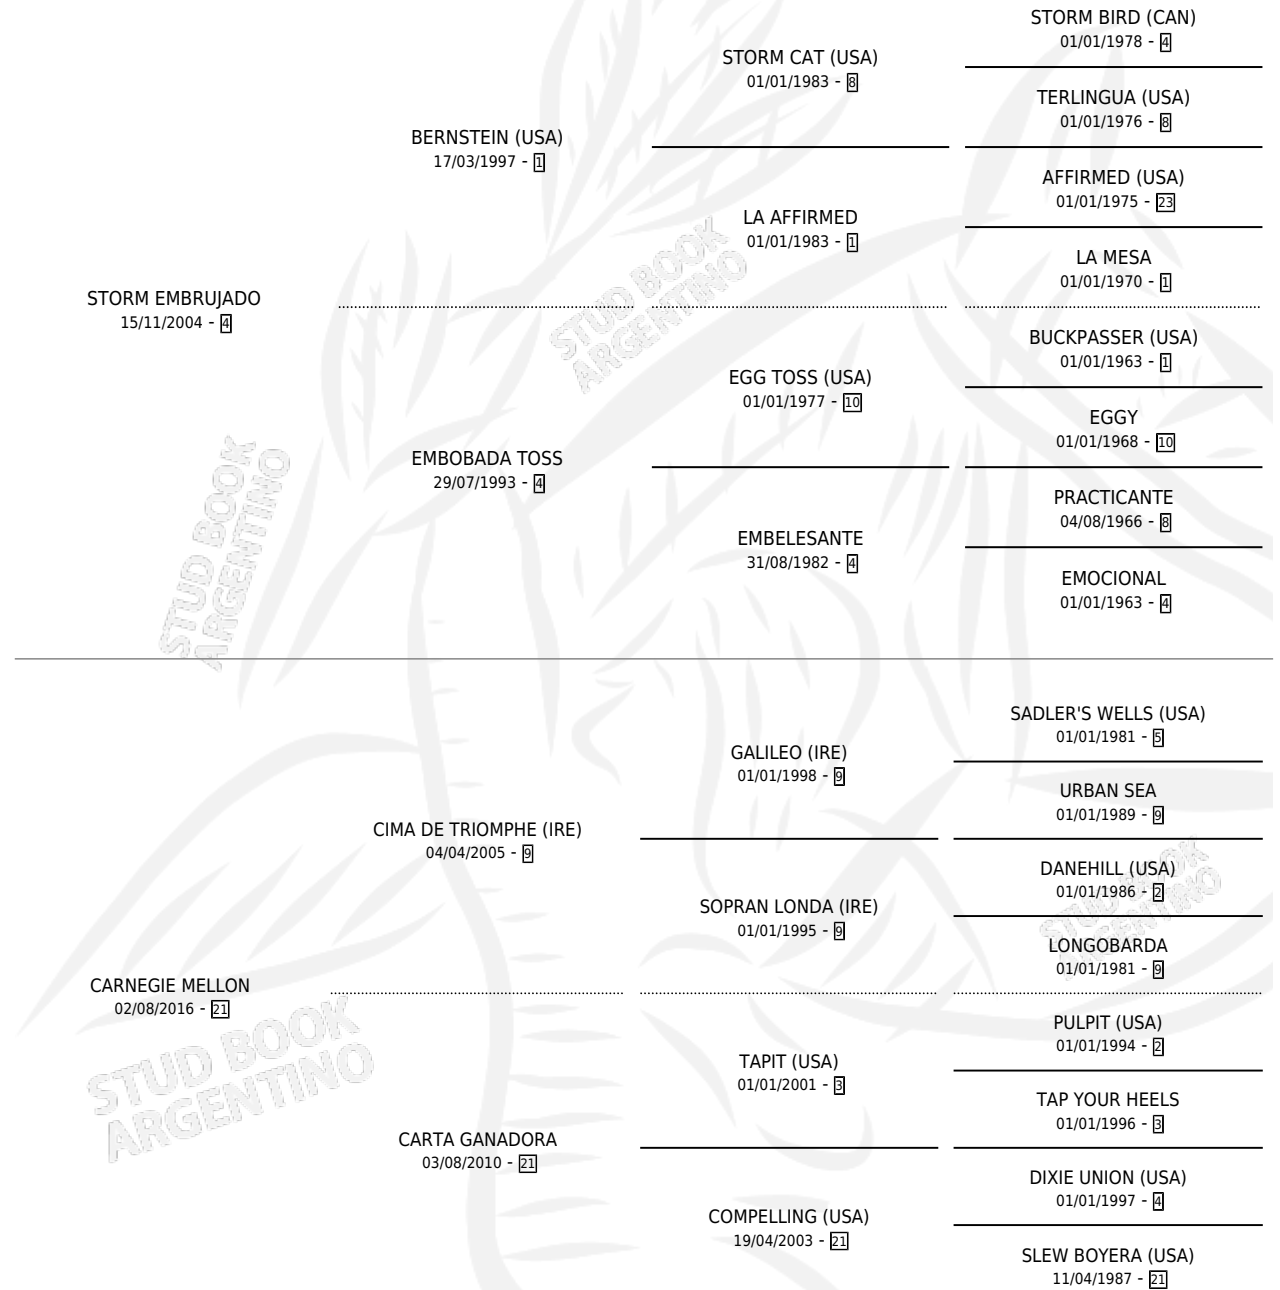 STORM BIRD (CAN)
01/01/1978 - 4
STORM CAT (USA)
01/01/1983 - 8
TERLINGUA (USA)
01/01/1976 - 8
BERNSTEIN (USA)
17/03/1997 - 1
AFFIRMED (USA)
01/01/1975 - 23
LA AFFIRMED
01/01/1983 - 1
LA MESA
01/01/1970 - 1
STORM EMBRUJADO
15/11/2004 - 4
STUD BOOK
ARGENTINO
BUCKPASSER (USA)
01/01/1963 - 1
EGG TOSS (USA)
01/01/1977 - 10
EGGY
01/01/1968 - 10
EMBOBADA TOSS
29/07/1993 - 4
PRACTICANTE
04/08/1966 - 8
EMBELESANTE
31/08/1982 - 4
EMOCIONAL
01/01/1963 - 4
STUD BOOK
ARGENTINO
SADLER'S WELLS (USA)
01/01/1981 - 5
GALILEO (IRE)
01/01/1998 - 9
URBAN SEA
01/01/1989 - 9
CIMA DE TRIOMPHE (IRE)
04/04/2005 - 9
DANEHILL (USA)
01/01/1986 - 2
SOPRAN LONDA (IRE)
01/01/1995 - 9
STUD BOOK
ARGENTINO
LONGOBARDA
01/01/1981 - 9
CARNEGIE MELLON
02/08/2016 - 21
STUD BOOK
ARGENTINO
PULPIT (USA)
01/01/1994 - 2
TAPIT (USA)
01/01/2001 - 3
TAP YOUR HEELS
01/01/1996 - 3
CARTA GANADORA
03/08/2010 - 21
DIXIE UNION (USA)
01/01/1997 - 4
COMPELLING (USA)
19/04/2003 - 21
SLEW BOYERA (USA)
11/04/1987 - 21